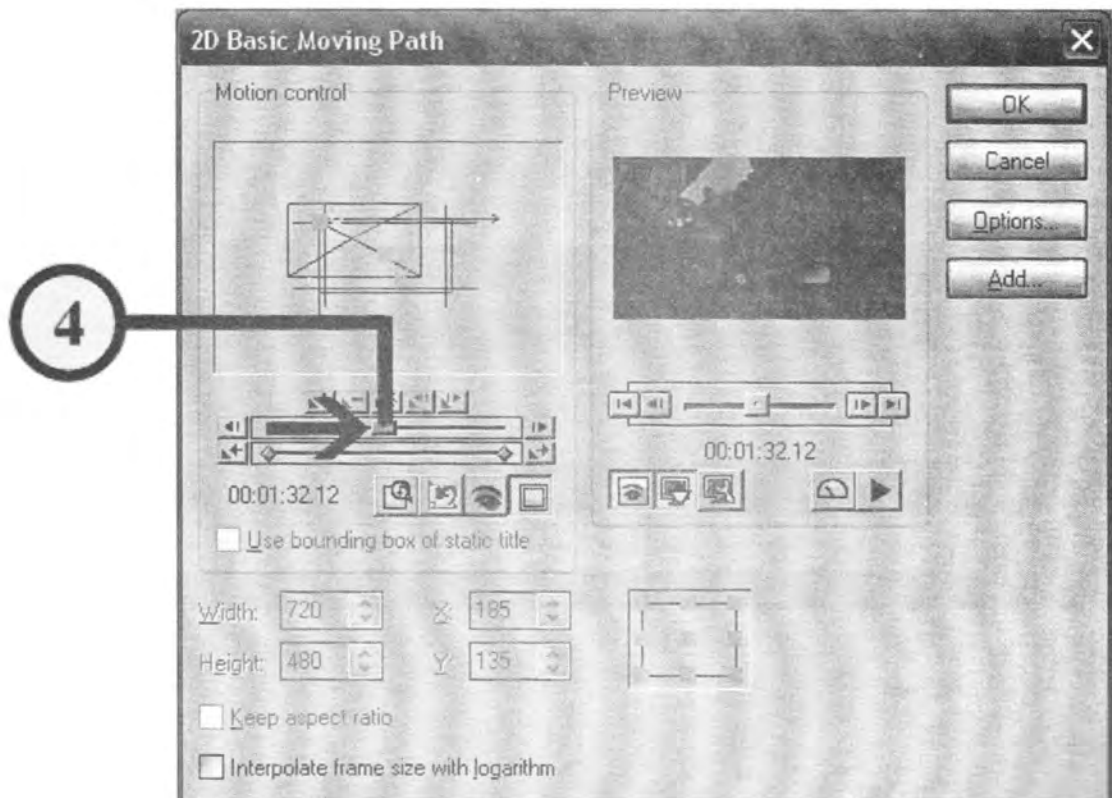 2D Basic Moving Path
Motion control
Preview
OK
Cancel
Options...
Add...
4
00:01:32.12
00:01:32.12
Use bounding box of static title
Width: 720 X: 185
Height: 480 Y: 135
Keep aspect ratio
Interpolate frame size with logarithm